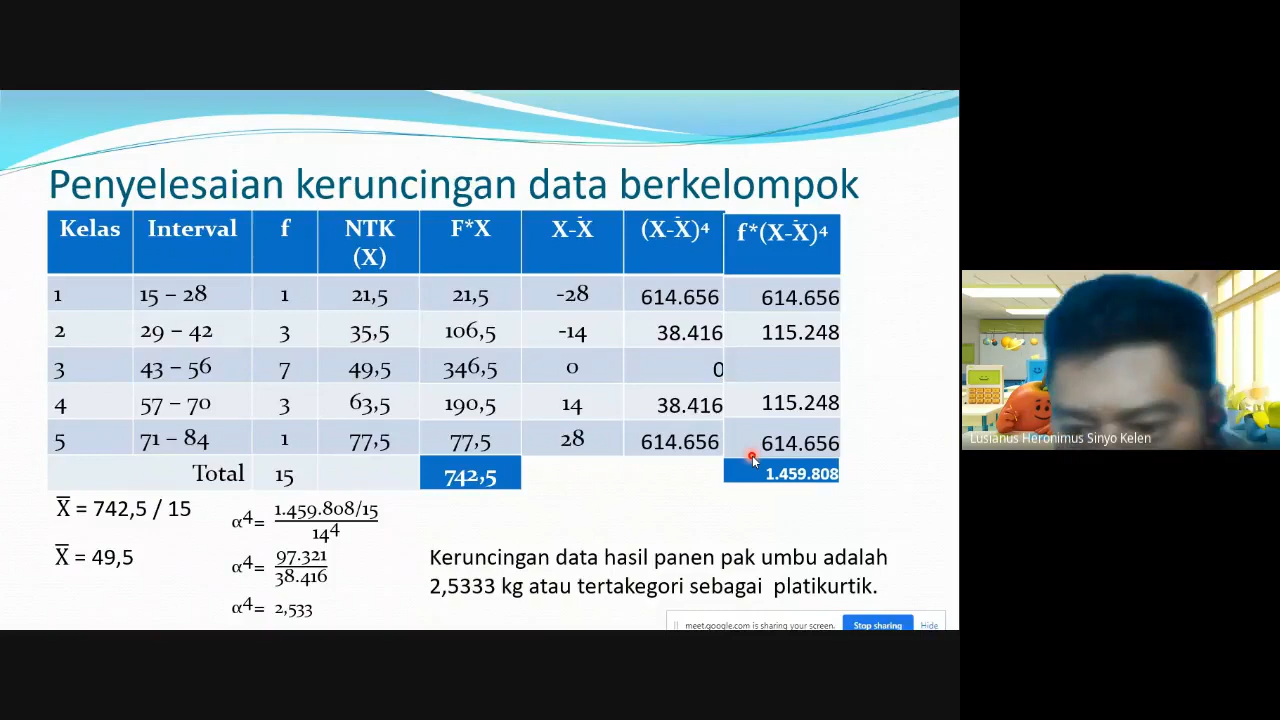 Penyelesaian keruncingan data berkelompok
Kelas Interval f NTK (X) F*X X-Ẋ (X-Ẋ)⁴ f*(X-Ẋ)⁴
1 15 – 28 1 21,5 21,5 -28 614.656 614.656
2 29 – 42 3 35,5 106,5 -14 38.416 115.248
3 43 – 56 7 49,5 346,5 0 0
4 57 – 70 3 63,5 190,5 14 38.416 115.248
5 71 – 84 1 77,5 77,5 28 614.656 614.656
Total 15 742,5 1.459.808
X̅ = 742,5 / 15
X̅ = 49,5
α⁴= 1.459.808/15
14⁴
α⁴= 97.321
38.416
α⁴= 2,533
Keruncingan data hasil panen pak umbu adalah
2,5333 kg atau tertakegori sebagai platikurtik.
meet.google.com is sharing your screen. Stop sharing Hide
Lusianus Heronimus Sinyo Kelen